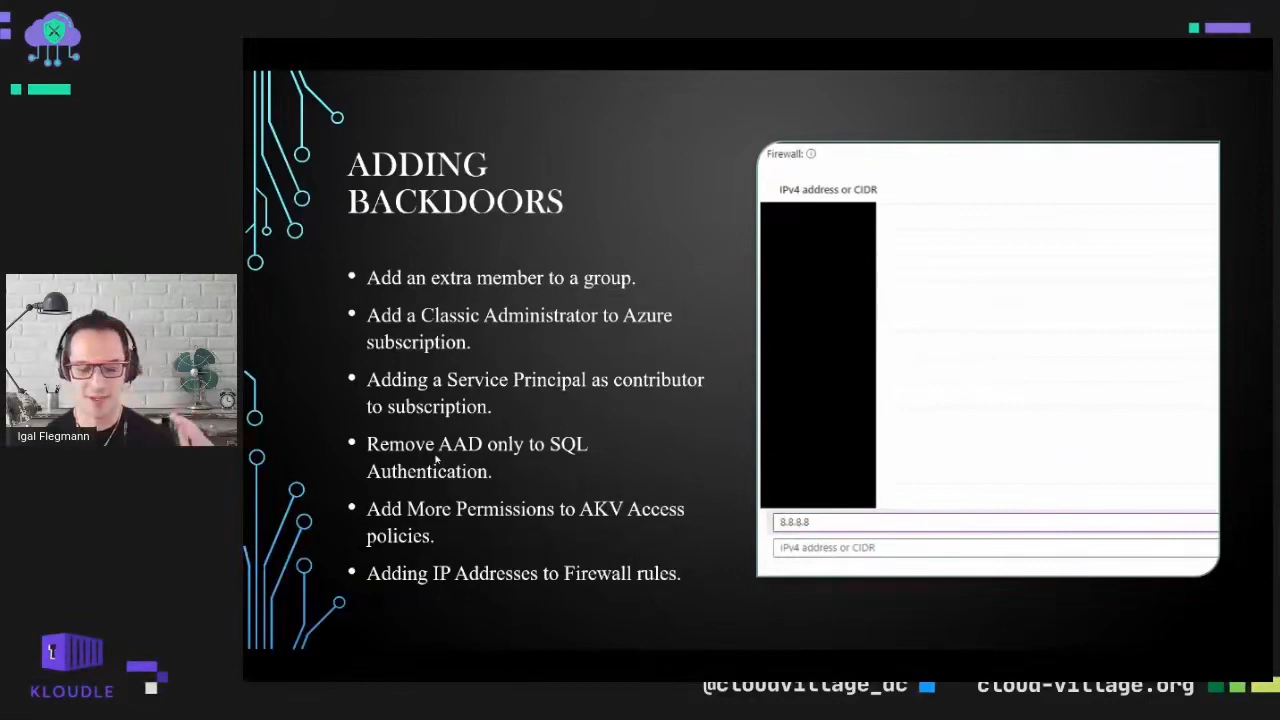 ADDING
BACKDOORS
• Add an extra member to a group.
• Add a Classic Administrator to Azure
subscription.
• Adding a Service Principal as contributor
to subscription.
• Remove AAD only to SQL
Authentication.
• Add More Permissions to AKV Access
policies.
• Adding IP Addresses to Firewall rules.
Firewall:
IPv4 address or CIDR
8.8.8.8
IPv4 address or CIDR
Igal Flegmann
KLOUDLE
@cloudvillage_dc
cloud-village.org